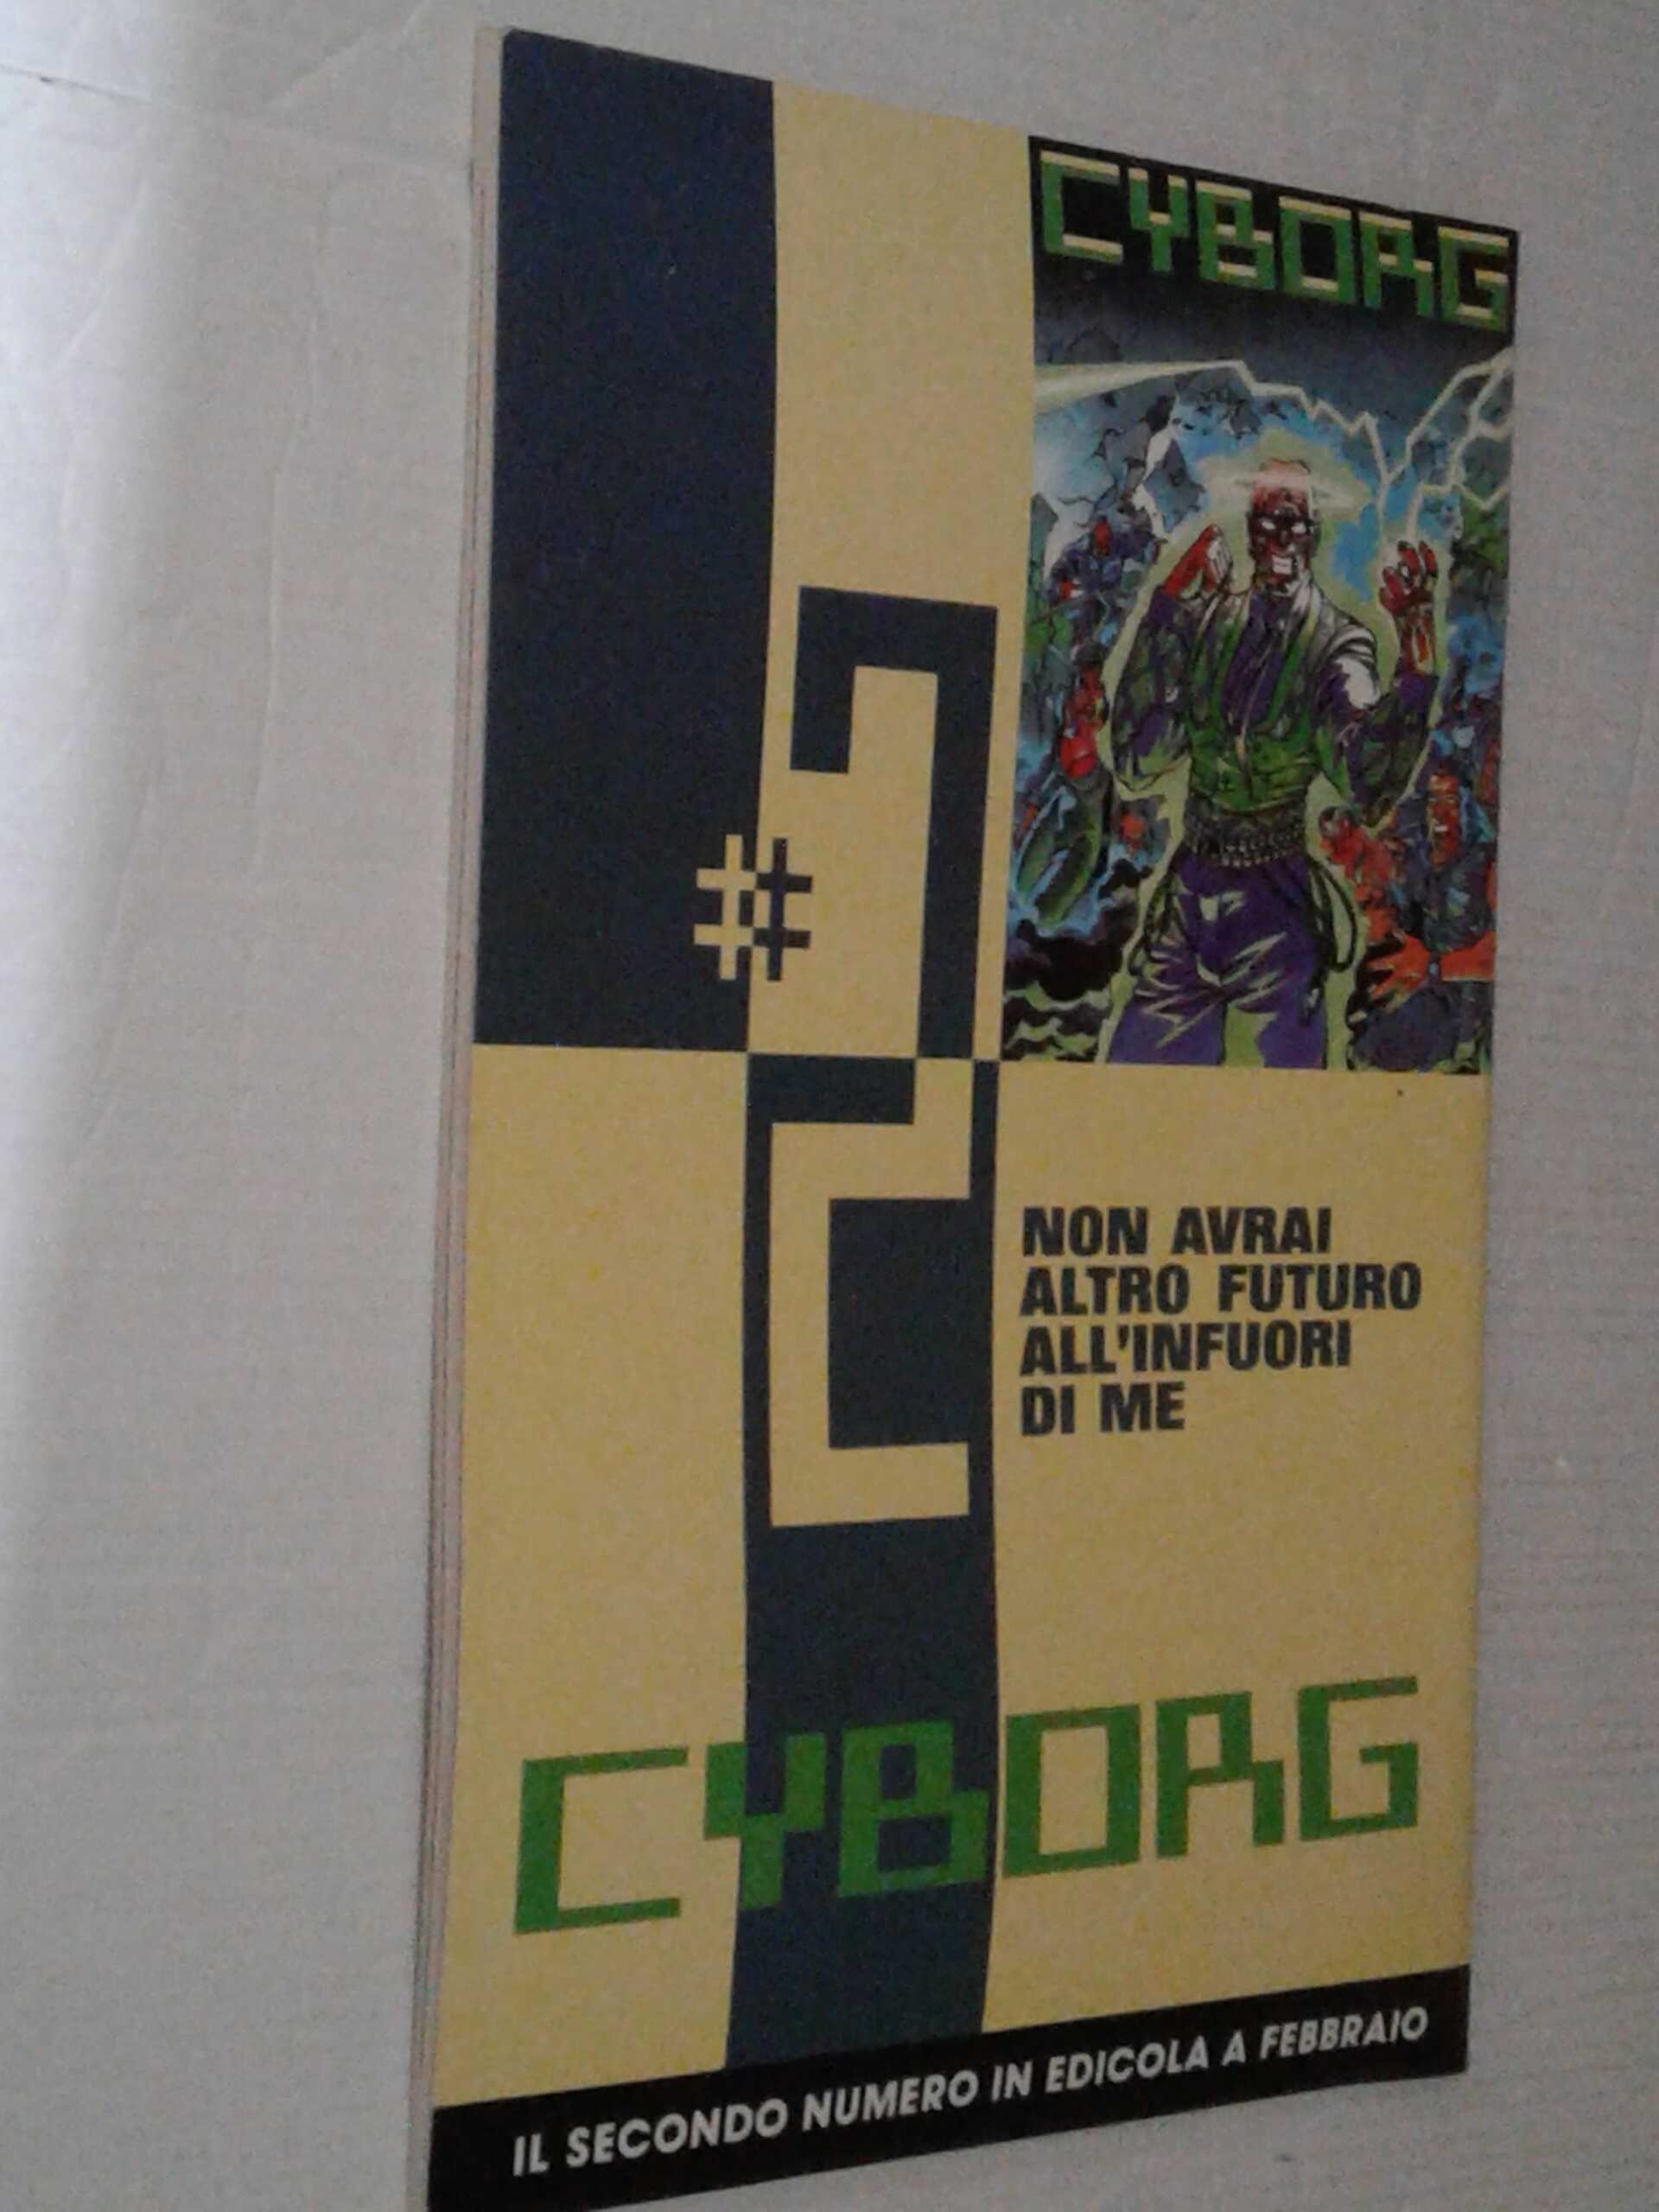 CYBORG
#2
NON AVRAI
ALTRO FUTURO
ALL'INFUORI
DI ME
CYBORG
IL SECONDO NUMERO IN EDICOLA A FEBBRAIO